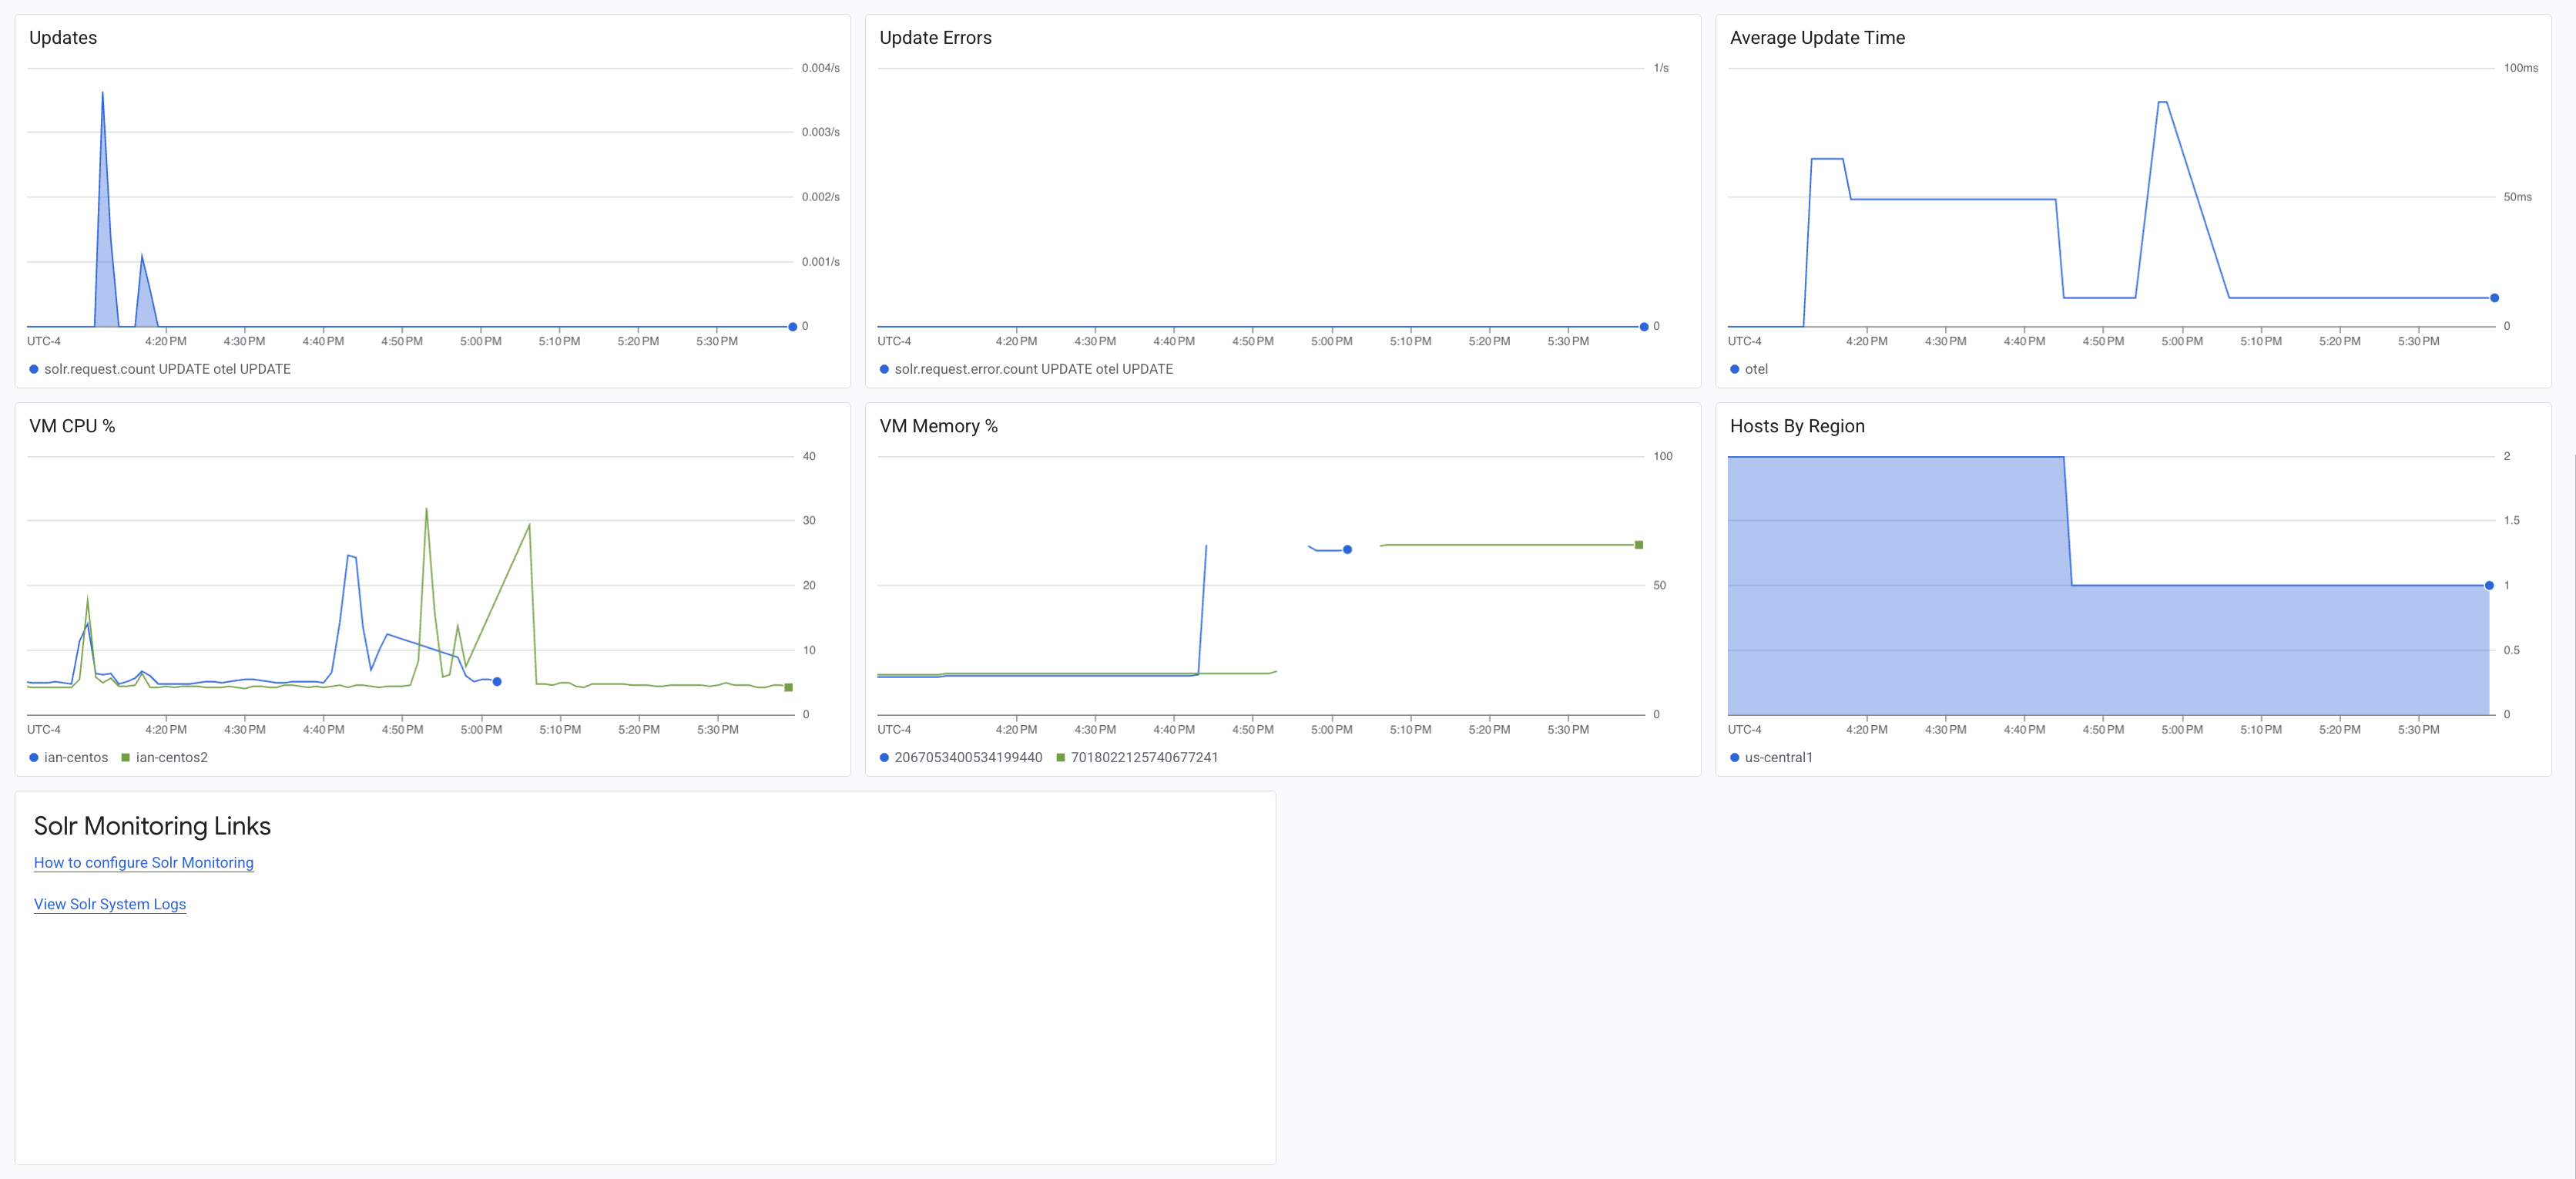 Updates
0.004/s
0.003/s
0.002/s
0.001/s
0
UTC-4 4:20 PM 4:30 PM 4:40 PM 4:50 PM 5:00 PM 5:10 PM 5:20 PM 5:30 PM
solr.request.count UPDATE otel UPDATE
Update Errors
1/s
0
UTC-4 4:20 PM 4:30 PM 4:40 PM 4:50 PM 5:00 PM 5:10 PM 5:20 PM 5:30 PM
solr.request.error.count UPDATE otel UPDATE
Average Update Time
100ms
50ms
0
UTC-4 4:20 PM 4:30 PM 4:40 PM 4:50 PM 5:00 PM 5:10 PM 5:20 PM 5:30 PM
otel
VM CPU %
40
30
20
10
0
UTC-4 4:20 PM 4:30 PM 4:40 PM 4:50 PM 5:00 PM 5:10 PM 5:20 PM 5:30 PM
ian-centos ian-centos2
VM Memory %
100
50
0
UTC-4 4:20 PM 4:30 PM 4:40 PM 4:50 PM 5:00 PM 5:10 PM 5:20 PM 5:30 PM
2067053400534199440 7018022125740677241
Hosts By Region
2
1.5
1
0.5
0
UTC-4 4:20 PM 4:30 PM 4:40 PM 4:50 PM 5:00 PM 5:10 PM 5:20 PM 5:30 PM
us-central1
Solr Monitoring Links
How to configure Solr Monitoring
View Solr System Logs